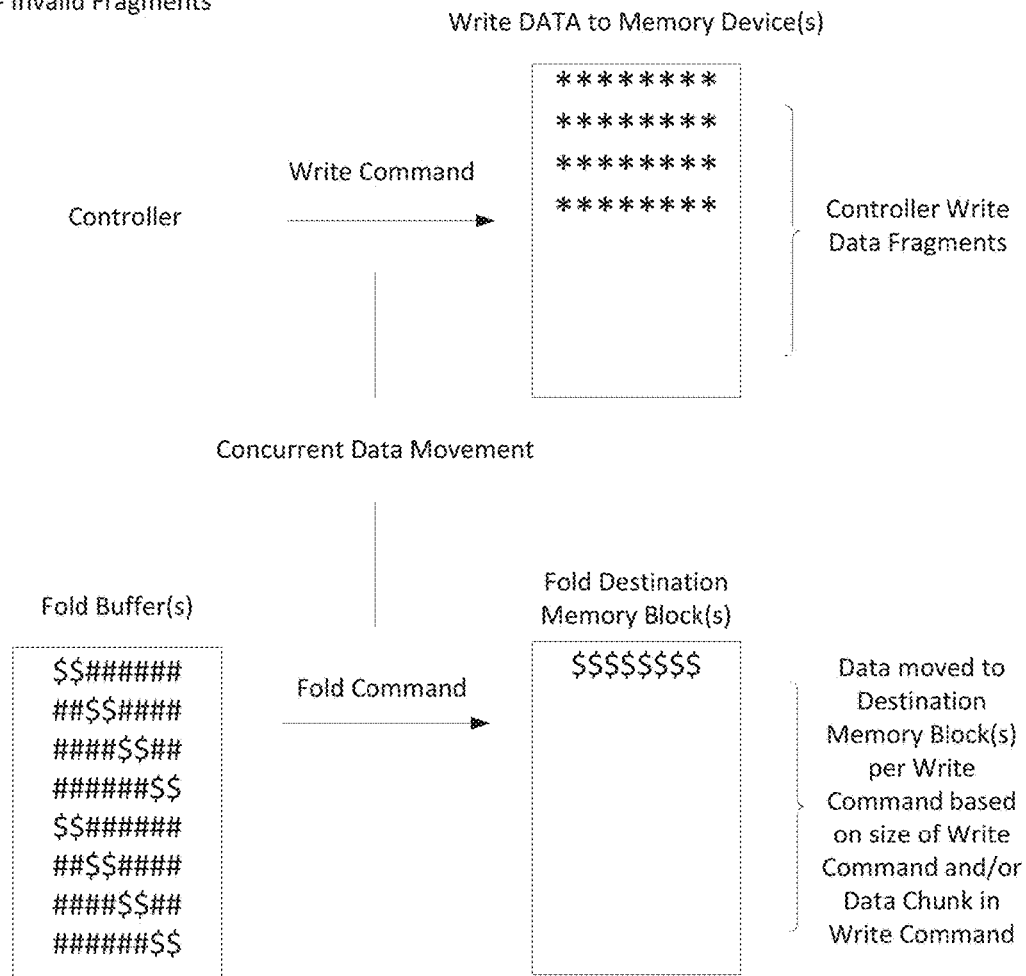 - Invalid Fragments
Write DATA to Memory Device(s)
********
********
Write Command
********
********
Controller
Controller Write
Data Fragments
Concurrent Data Movement
Fold Buffer(s)
Fold Destination
Memory Block(s)
$$######
##$$####
####$$##
######$$
$$######
##$$####
####$$##
######$$
Fold Command
$$$$$$$$
Data moved to
Destination
Memory Block(s)
per Write
Command based
on size of Write
Command and/or
Data Chunk in
Write Command